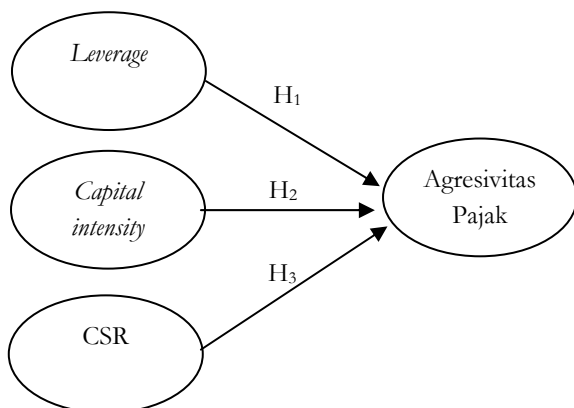 Leverage
H₁
Agresivitas
Pajak
Capital
intensity
H₂
H₃
CSR